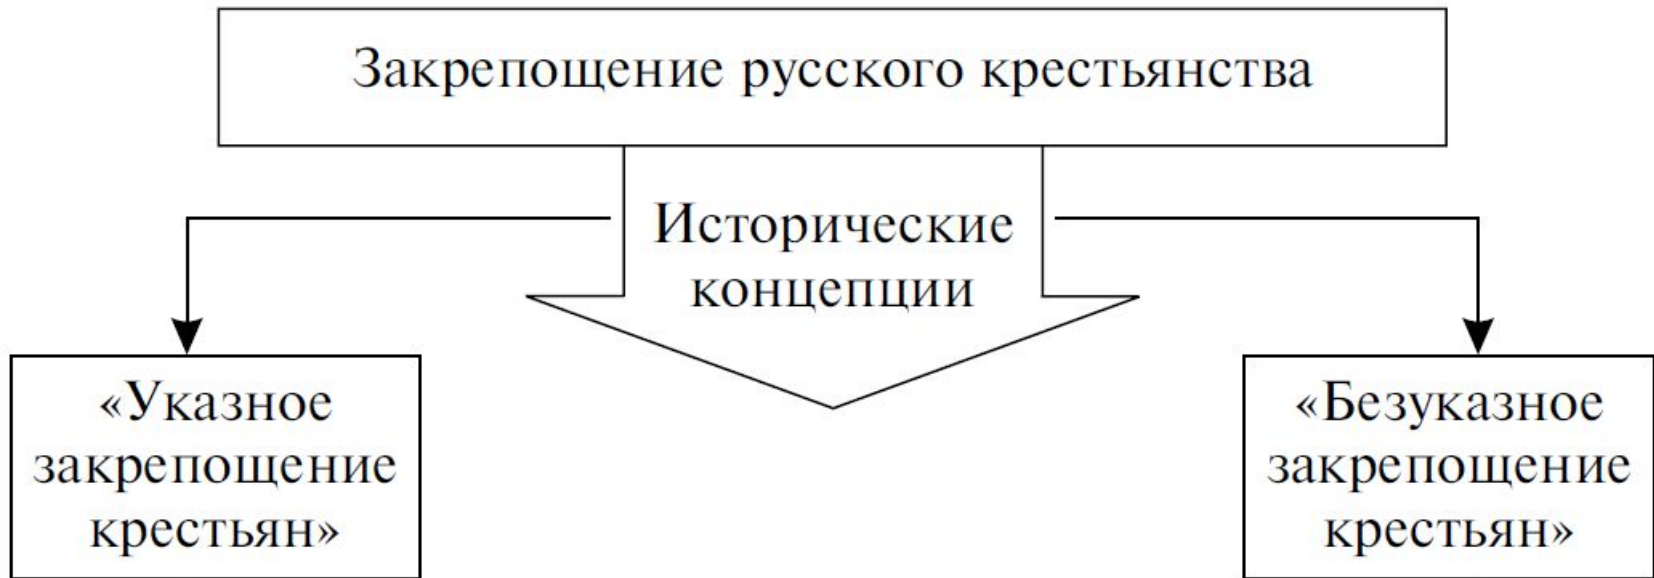 Закрепощение русского крестьянства
Исторические
концепции
«Указное
закрепощение
крестьян»
«Безуказное
закрепощение
крестьян»